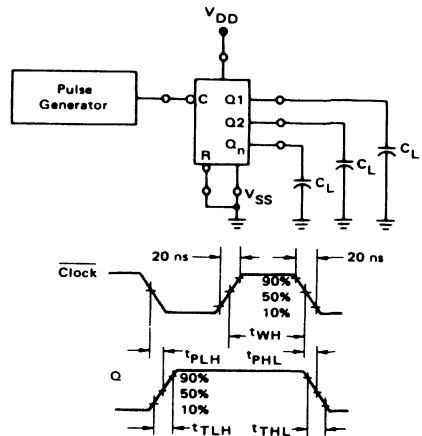 VDD
Pulse
Generator
C
Q1
Q2
Qn
R
VSS
CL
CL
CL
20 ns
20 ns
Clock
90%
50%
10%
tWH
tPLH
tPHL
Q
90%
50%
10%
tTLH
tTHL